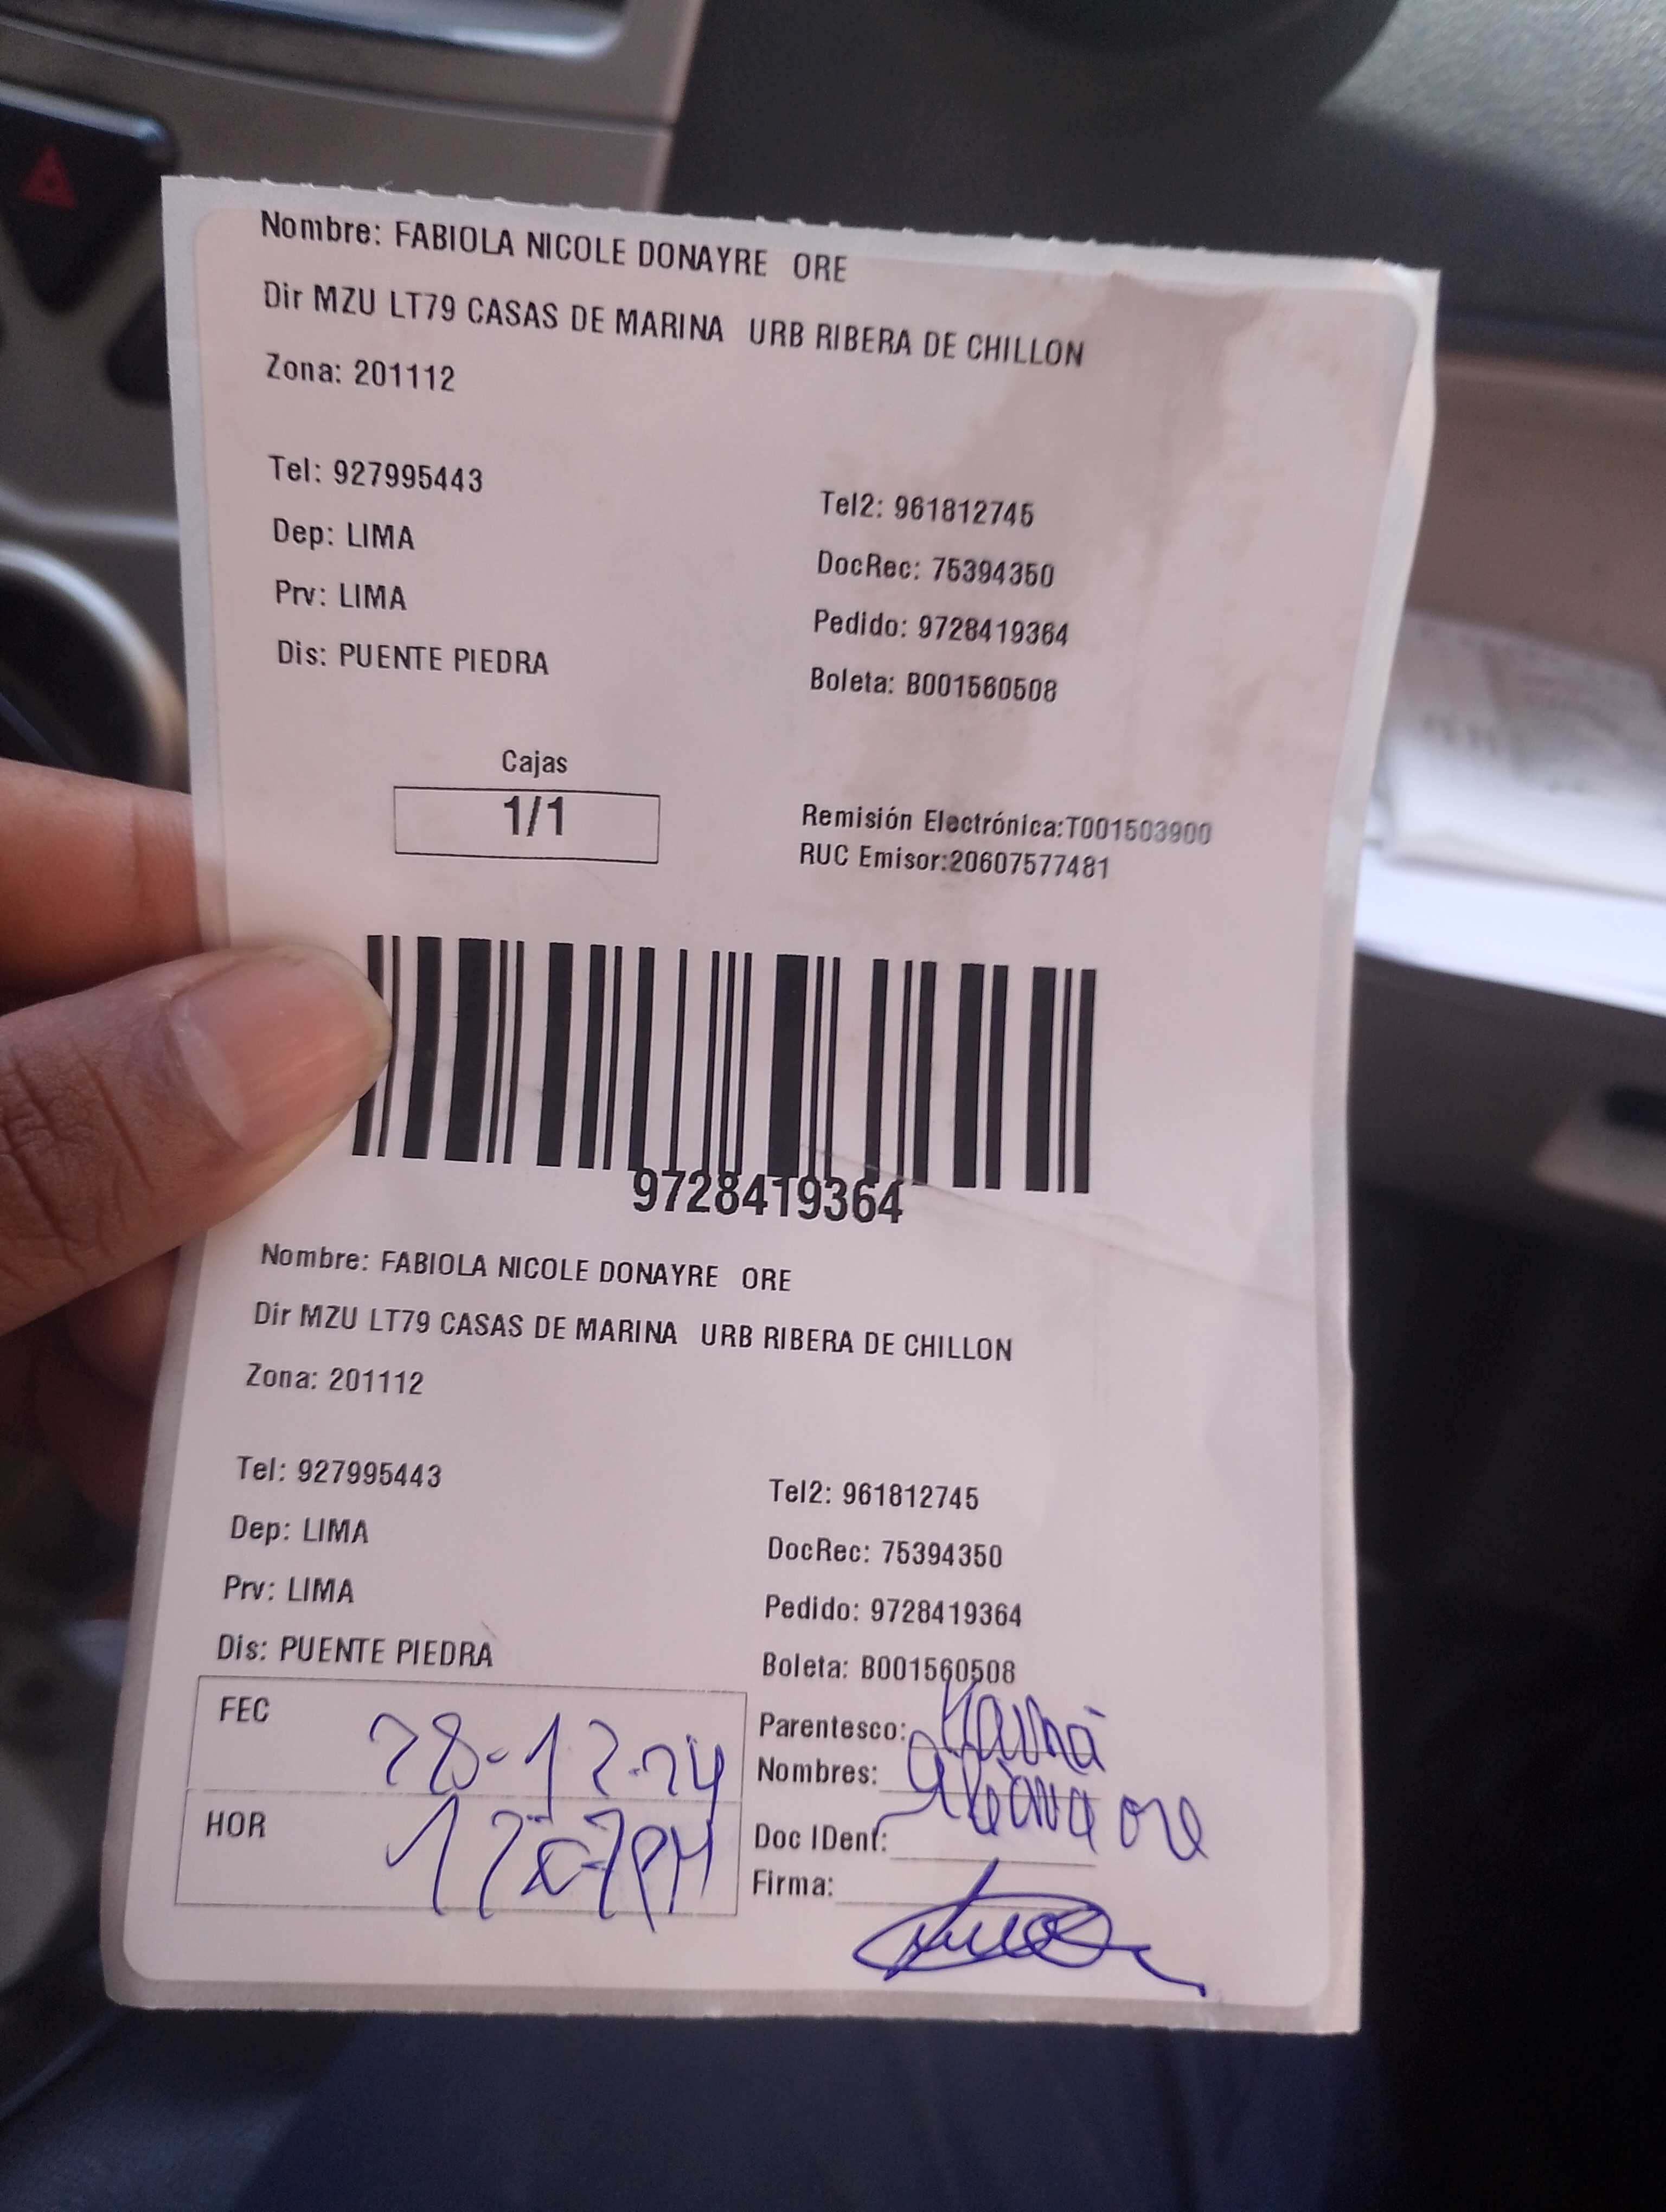 Nombre: FABIOLA NICOLE DONAYRE ORE
Dir MZU LT79 CASAS DE MARINA URB RIBERA DE CHILLON
Zona: 201112
Tel: 927995443
Tel2: 961812745
Dep: LIMA
DocRec: 75394350
Prv: LIMA
Pedido: 9728419364
Dis: PUENTE PIEDRA
Boleta: B001560508
Cajas
1/1
Remisión Electrónica:T001503900
RUC Emisor:20607577481
9728419364
Nombre: FABIOLA NICOLE DONAYRE ORE
Dir MZU LT79 CASAS DE MARINA URB RIBERA DE CHILLON
Zona: 201112
Tel: 927995443
Tel2: 961812745
Dep: LIMA
DocRec: 75394350
Prv: LIMA
Pedido: 9728419364
Dis: PUENTE PIEDRA
Boleta: B001560508
FEC 28-12-24
Parentesco: Mamá
Nombres: ore
HOR
Doc IDent:
Firma: